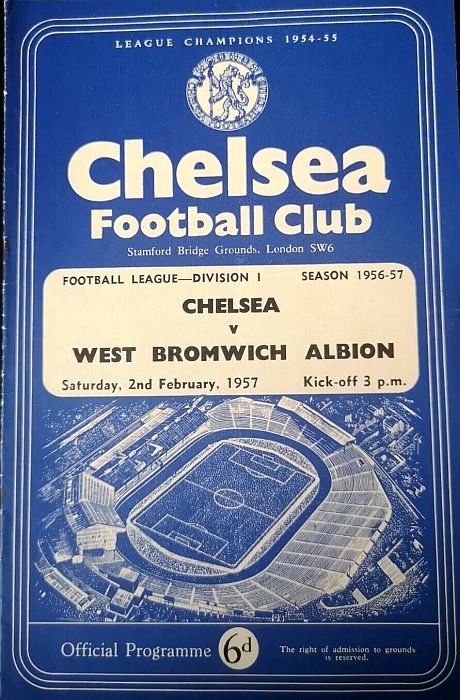 LEAGUE CHAMPIONS 1954-55
Chelsea
Football Club
Stamford Bridge Grounds, London SW6
FOOTBALL LEAGUE—DIVISION I SEASON 1956-57
CHELSEA
v
WEST BROMWICH ALBION
Saturday, 2nd February, 1957 Kick-off 3 p.m.
Official Programme 6d The right of admission to grounds
is reserved.